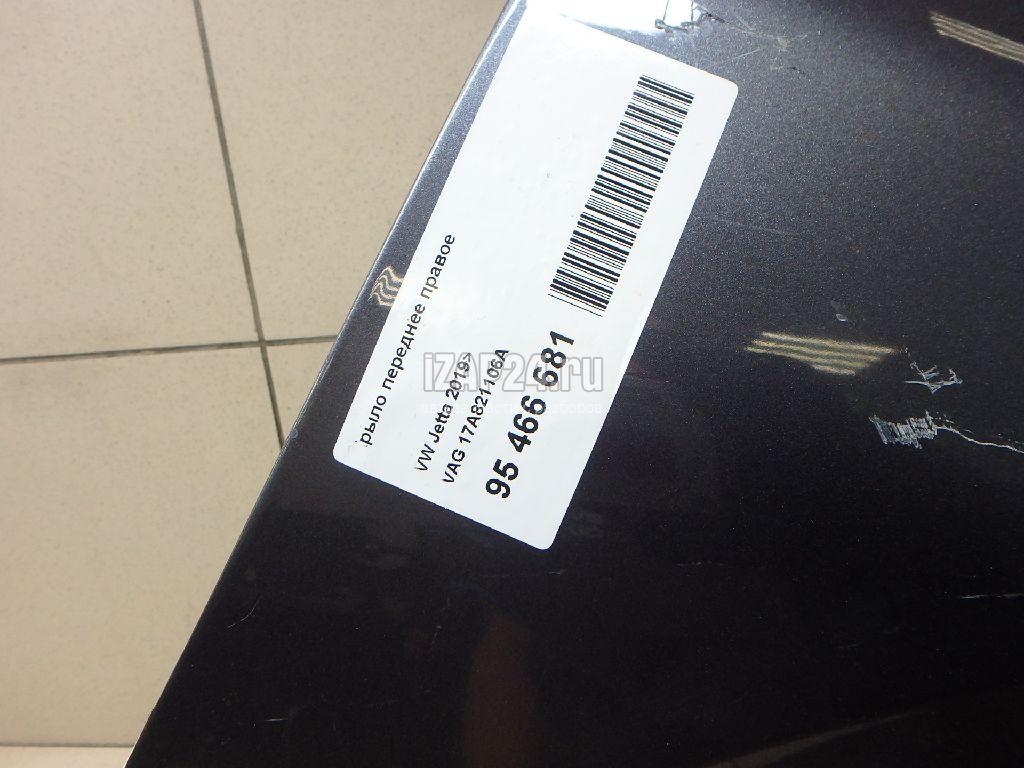 рыло переднее правое
VW Jetta 2019>
VAG 17A821106A
95 466 681
iZAP24.ru